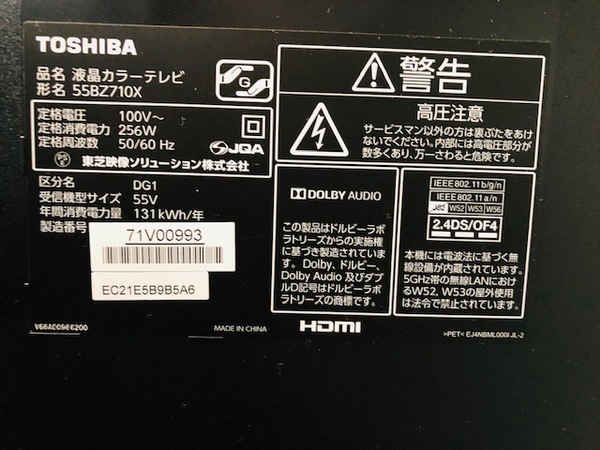 TOSHIBA
品名 液晶カラーテレビ
形名 55BZ710X
G
定格電圧 100V～
定格消費電力 256W
定格周波数 50/60 Hz
PS
E
JQA
東芝映像ソリューション株式会社
区分名 DG1
受信機型サイズ 55V
年間消費電力量 131kWh/年
製造番号
71V00993
EC21E5B9B5A6
MADE IN CHINA
警告
高圧注意
サービスマン以外の方は裏ぶたをあけ
ないでください。内部には高電圧部分が
数多くあり、万一さわると危険です。
DOLBY AUDIO
この製品はドルビーラボ
ラトリーズからの実施権
に基づき製造されていま
す。Dolby、ドルビー、
Dolby Audio 及びダブ
ルD記号はドルビーラボ
ラトリーズの商標です。
HDMI
IEEE802.11b/g/n
IEEE802.11a/n
J52 W52 W53 W56
2.4DS/OF4
本機には電波法に基づく無
線設備が内蔵されています。
5GHz帯の無線LANにおけ
るW52、W53の屋外使用
は法令で禁止されています。
>PET< EJ4NBML000I JL-2